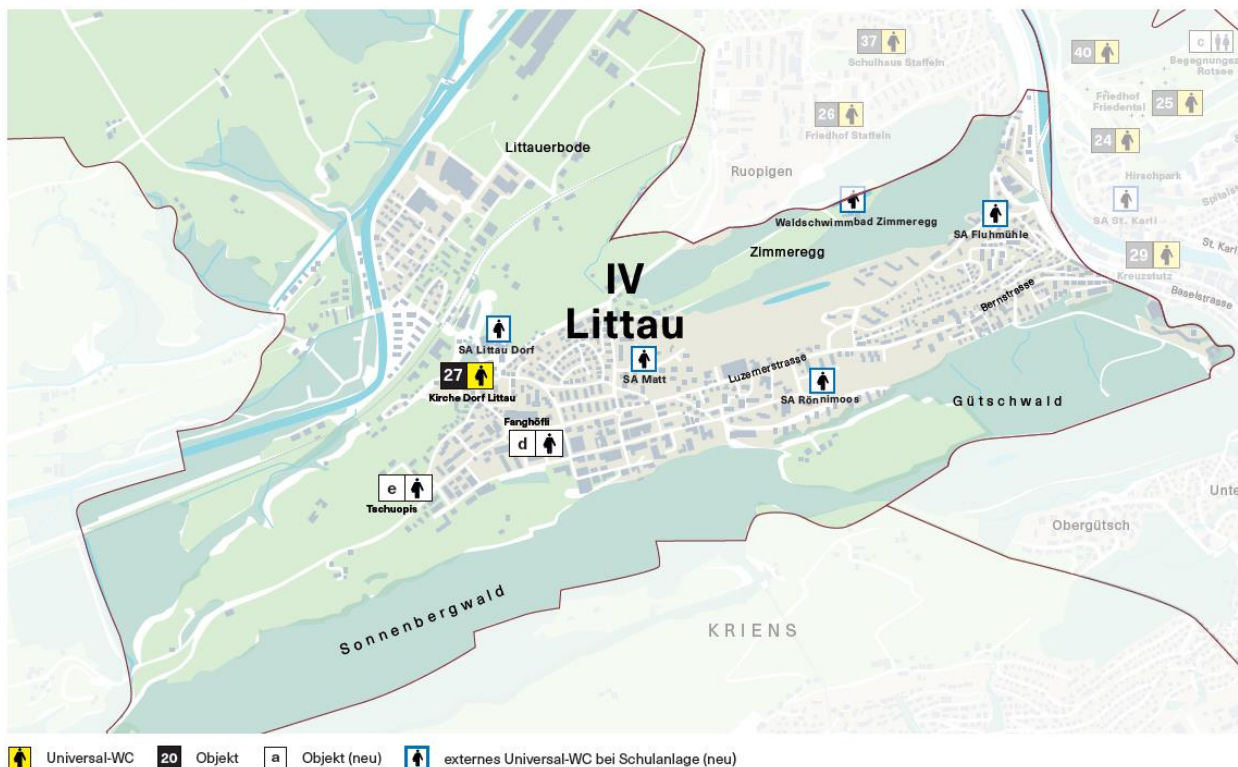 37
Schulhaus Staffeln
40
c
Begegnungsz
Rotsee
Friedhof
Friedental
25
26
Friedhof Staffeln
24
Littauerbode
Ruopigen
Hirschpark
Spitalst
SA St. Karli
Waldschwimmbad Zimmeregg
SA Fluhmühle
St. Karli
Zimmeregg
29
Kreuzstutz
IV
Littau
Bernstrasse
Baselstrasse
SA Littau Dorf
27
Kirche Dorf Littau
SA Matt
Luzernerstrasse
SA Rönnimoos
Gütschwald
Fanghöfli
d
e
Tschuopis
Unte
Obergütsch
Sonnenbergwald
KRIENS
Universal-WC 20 Objekt a Objekt (neu) externes Universal-WC bei Schulanlage (neu)